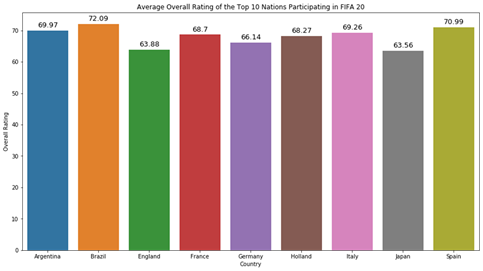 Average Overall Rating of the Top 10 Nations Participating in FIFA 20
69.97 72.09 63.88 68.7 66.14 68.27 69.26 63.56 70.99
70
60
50
40
30
20
10
0
Overall Rating
Argentina Brazil England France Germany Holland Italy Japan Spain
Country